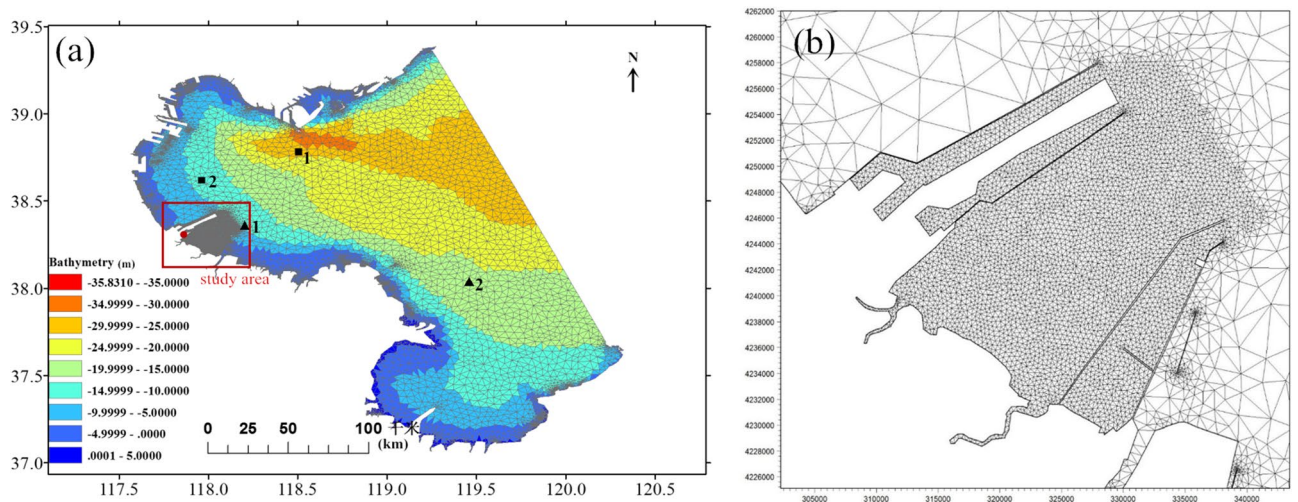 (a)
N
39.5
39.0
38.5
38.0
37.5
37.0
1
2
1
2
study area
Bathymetry (m)
-35.8310 - -35.0000
-34.9999 - -30.0000
-29.9999 - -25.0000
-24.9999 - -20.0000
-19.9999 - -15.0000
-14.9999 - -10.0000
-9.9999 - -5.0000
-4.9999 - .0000
.0001 - 5.0000
0 25 50 100 千米
(km)
117.5 118.0 118.5 119.0 119.5 120.0 120.5
(b)
4262000
4260000
4258000
4256000
4254000
4252000
4250000
4248000
4246000
4244000
4242000
4240000
4238000
4236000
4234000
4232000
4230000
4228000
4226000
305000 310000 315000 320000 325000 330000 335000 340000